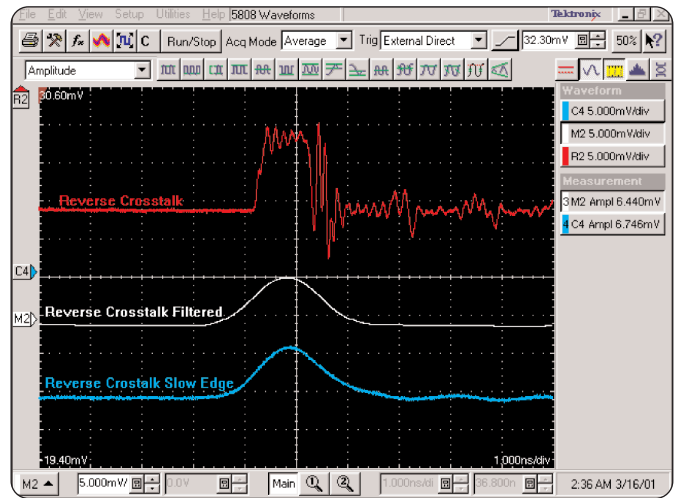 File Edit View Setup Utilities Help 5808 Waveforms Tektronix
C Run/Stop Acq Mode Average Trig External Direct 32.30mV 50%
Amplitude
R2 30.60mV
Waveform
C4 5.000mV/div
M2 5.000mV/div
R2 5.000mV/div
Measurement
3 M2 Ampl 6.440mV
4 C4 Ampl 6.746mV
Reverse Crosstalk
C4
M2
Reverse Crosstalk Filtered
Reverse Crostalk Slow Edge
-19.40mV 1.000ns/div
M2 5.000mV/ 0.0V Main 1.000ns/di 36.800n 2:36 AM 3/16/01